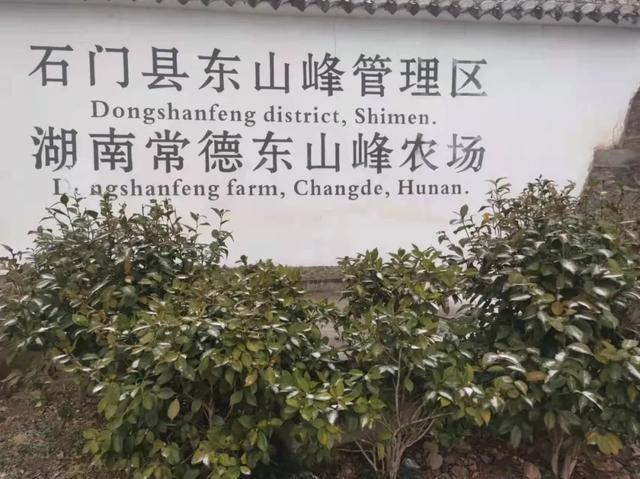 石门县东山峰管理区
Dongshanfeng district, Shimen.
湖南常德东山峰农场
Dongshanfeng farm, Changde, Hunan.